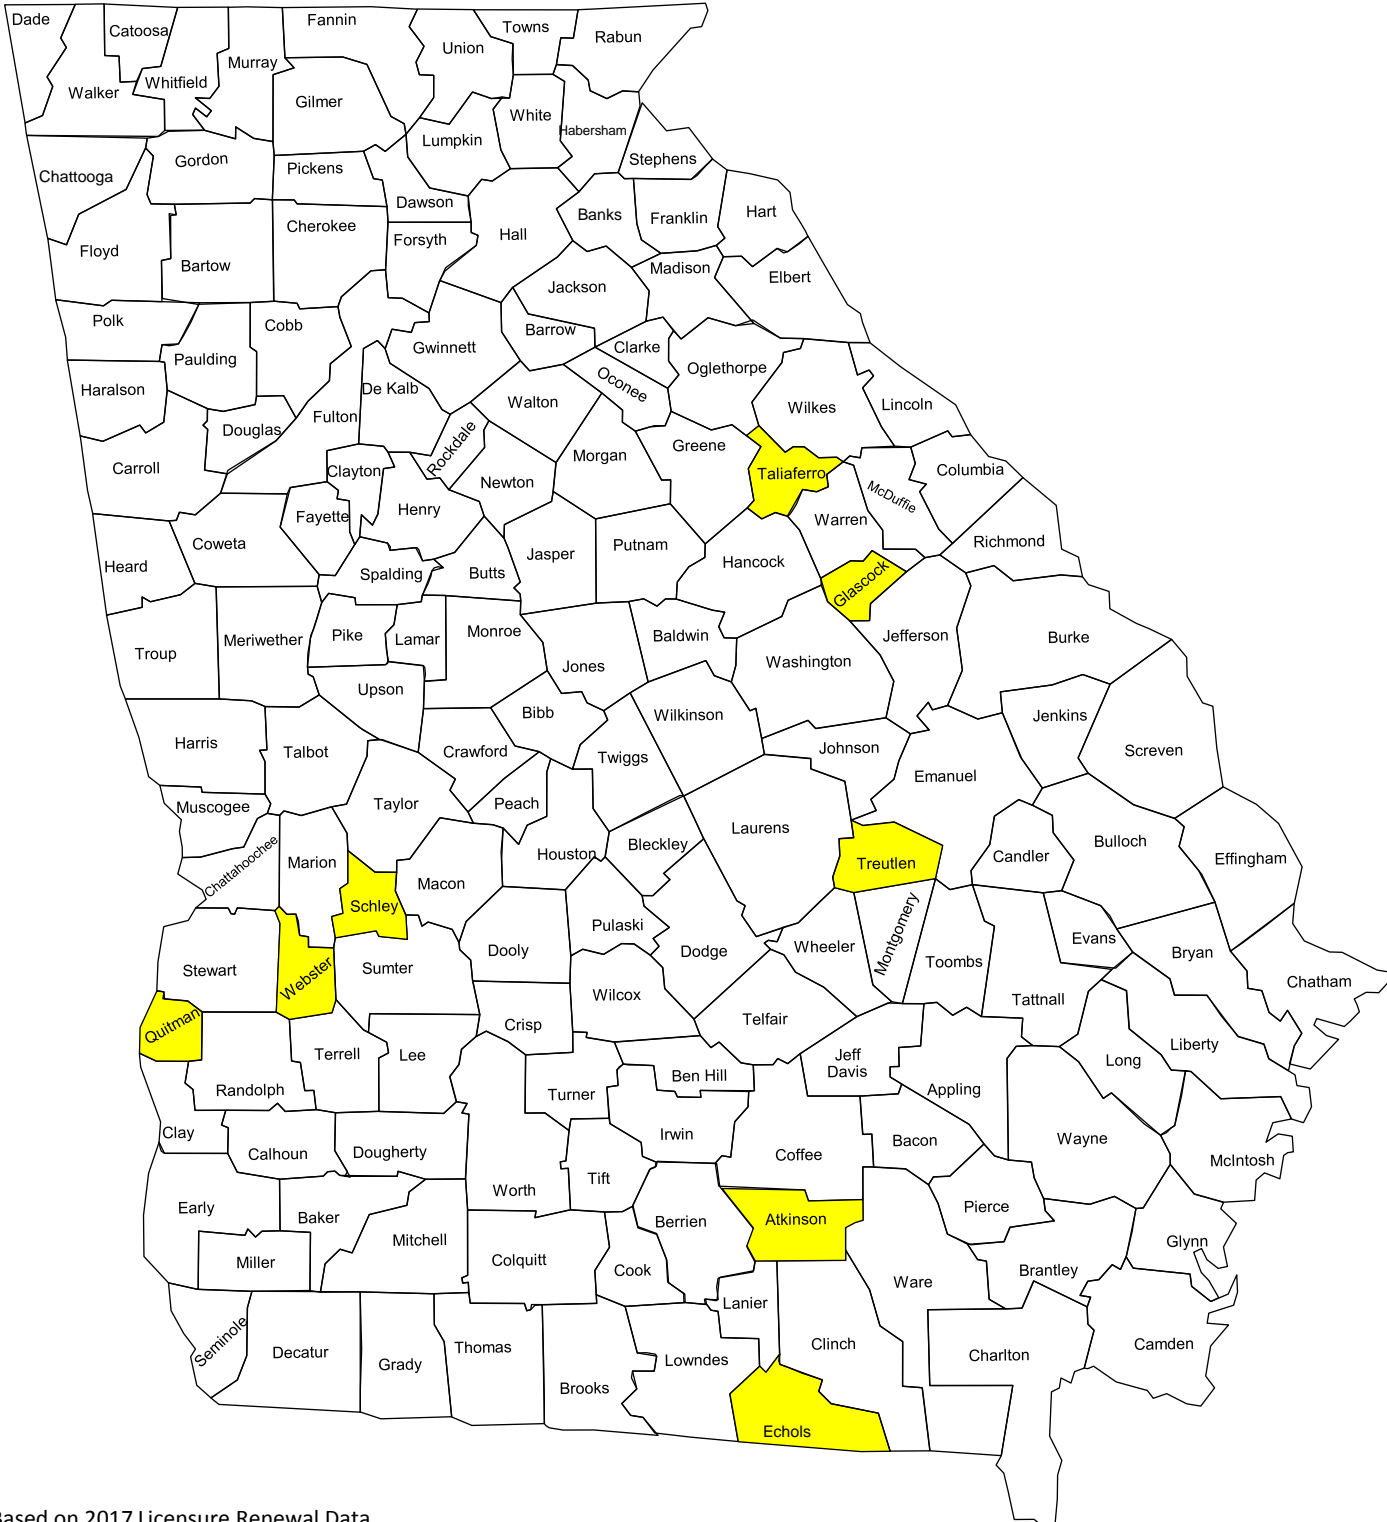 Dade
Catoosa
Fannin
Towns
Rabun
Union
Murray
Whitfield
Walker
Gilmer
White
Habersham
Lumpkin
Stephens
Gordon
Pickens
Chattooga
Dawson
Banks
Franklin
Hart
Cherokee
Forsyth
Hall
Floyd
Bartow
Madison
Elbert
Jackson
Polk
Cobb
Barrow
Gwinnett
Clarke
Paulding
Oglethorpe
Oconee
Haralson
De Kalb
Walton
Wilkes
Lincoln
Fulton
Douglas
Rockdale
Greene
Morgan
Carroll
Clayton
Newton
Taliaferro
Columbia
McDuffie
Henry
Fayette
Warren
Coweta
Putnam
Richmond
Jasper
Hancock
Heard
Spalding
Butts
Glascock
Pike
Lamar
Monroe
Baldwin
Jefferson
Burke
Meriwether
Troup
Jones
Washington
Upson
Bibb
Wilkinson
Jenkins
Harris
Talbot
Crawford
Twiggs
Johnson
Screven
Emanuel
Muscogee
Taylor
Peach
Laurens
Chattahoochee
Marion
Houston
Bleckley
Treutlen
Candler
Bulloch
Effingham
Macon
Schley
Pulaski
Montgomery
Dooly
Dodge
Wheeler
Evans
Bryan
Stewart
Webster
Sumter
Toombs
Chatham
Wilcox
Tattnall
Quitman
Crisp
Telfair
Terrell
Lee
Jeff
Davis
Long
Liberty
Randolph
Turner
Ben Hill
Appling
Clay
Irwin
Bacon
Wayne
Calhoun
Dougherty
Coffee
McIntosh
Worth
Tift
Early
Baker
Berrien
Atkinson
Pierce
Mitchell
Glynn
Miller
Colquitt
Cook
Ware
Brantley
Lanier
Seminole
Decatur
Grady
Thomas
Clinch
Charlton
Camden
Lowndes
Brooks
Echols
Based on 2017 Licensure Renewal Data